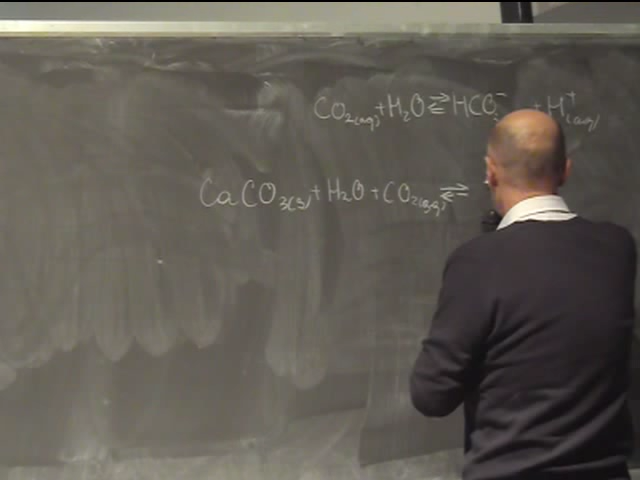 CO₂(aq) + H₂O ⇌ HCO₃⁻ + H⁺(aq)
CaCO₃(s) + H₂O + CO₂(aq) ⇌